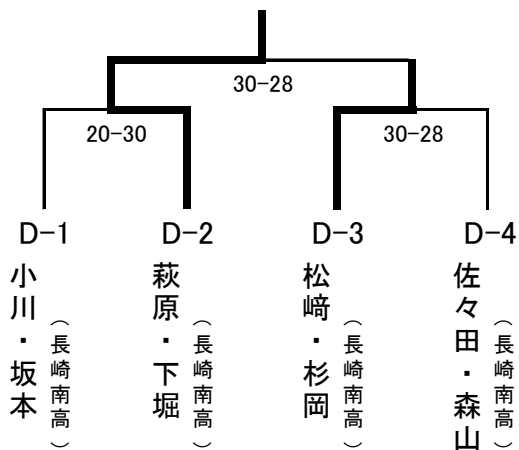 30-28
20-30
30-28
D-1
D-2
D-3
D-4
小川・坂本
（長崎南高）
萩原・下堀
（長崎南高）
松﨑・杉岡
（長崎南高）
佐々田・森山
（長崎南高）